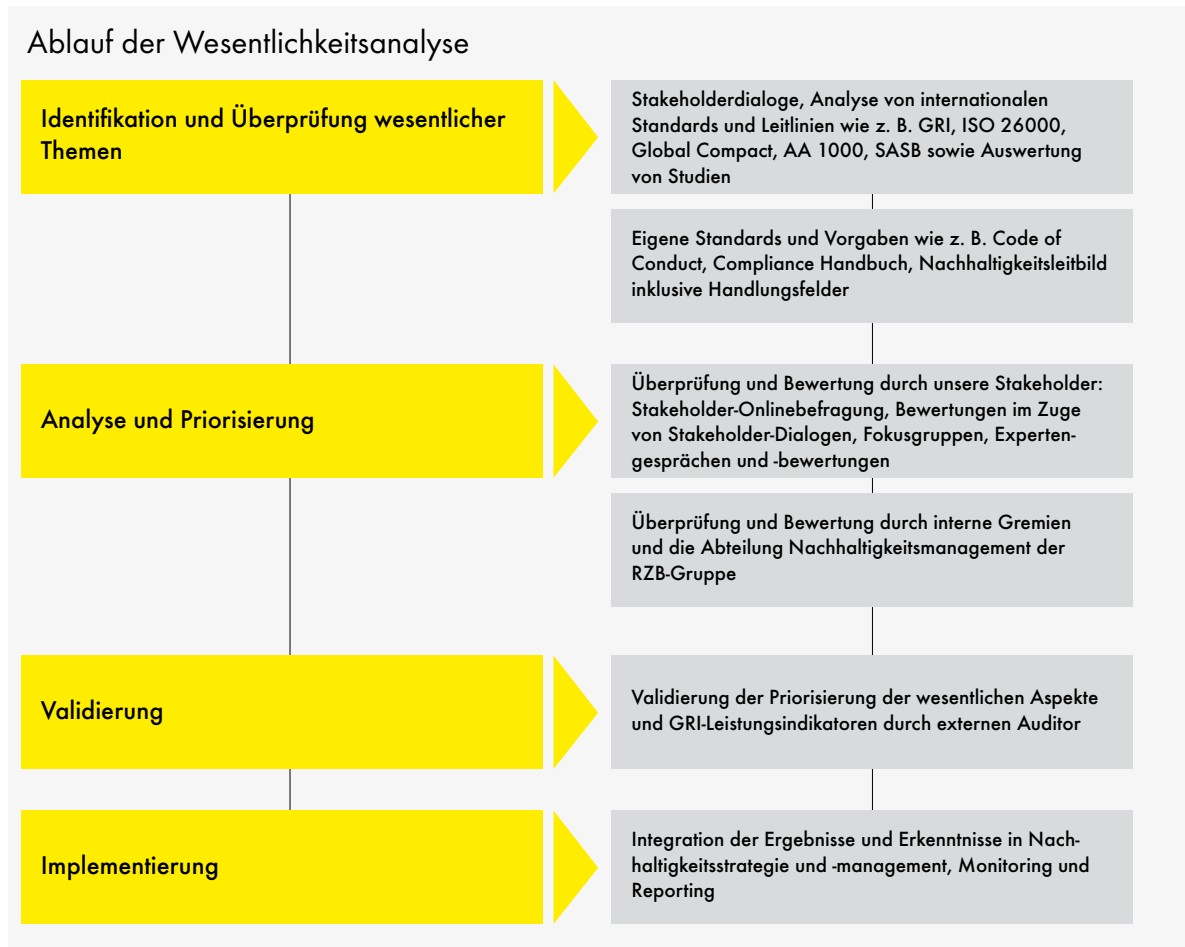 Ablauf der Wesentlichkeitsanalyse
Identifikation und Überprüfung wesentlicher
Themen
Stakeholderdialoge, Analyse von internationalen
Standards und Leitlinien wie z. B. GRI, ISO 26000,
Global Compact, AA 1000, SASB sowie Auswertung
von Studien
Eigene Standards und Vorgaben wie z. B. Code of
Conduct, Compliance Handbuch, Nachhaltigkeitsleitbild
inklusive Handlungsfelder
Analyse und Priorisierung
Überprüfung und Bewertung durch unsere Stakeholder:
Stakeholder-Onlinebefragung, Bewertungen im Zuge
von Stakeholder-Dialogen, Fokusgruppen, Experten-
gesprächen und -bewertungen
Überprüfung und Bewertung durch interne Gremien
und die Abteilung Nachhaltigkeitsmanagement der
RZB-Gruppe
Validierung
Validierung der Priorisierung der wesentlichen Aspekte
und GRI-Leistungsindikatoren durch externen Auditor
Implementierung
Integration der Ergebnisse und Erkenntnisse in Nach-
haltigkeitsstrategie und -management, Monitoring und
Reporting